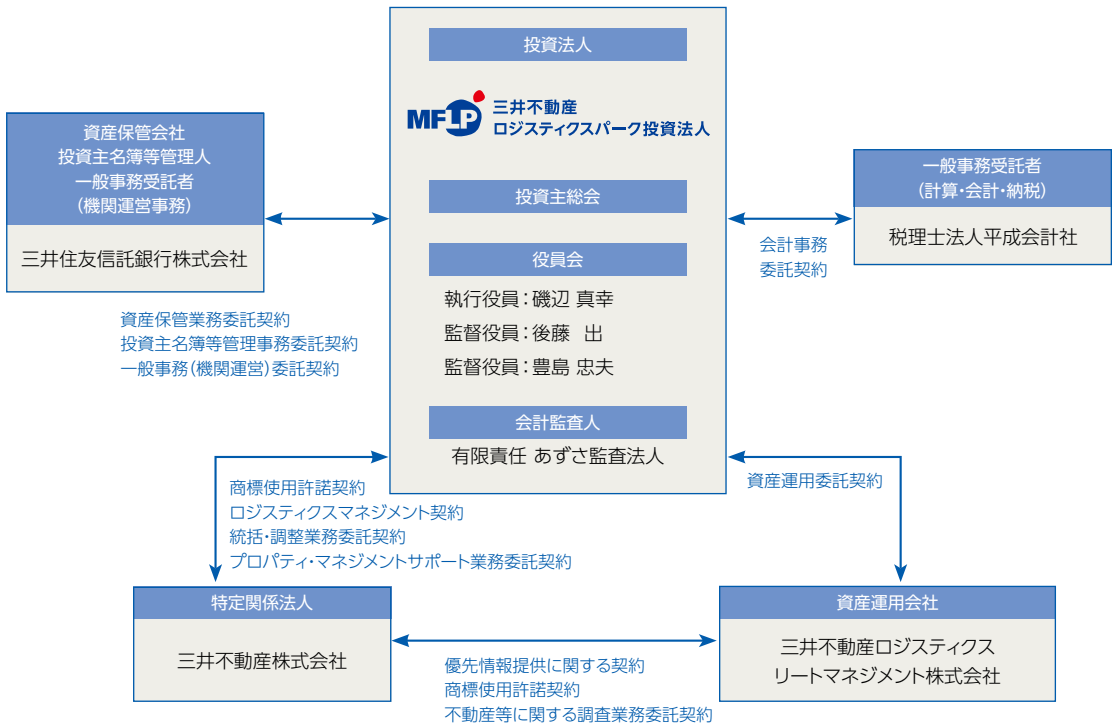 投資法人
MFLP
三井不動産
ロジスティクスパーク投資法人
投資主総会
役員会
執行役員：磯辺 真幸
監督役員：後藤　出
監督役員：豊島 忠夫
会計監査人
有限責任 あずさ監査法人
資産保管会社
投資主名簿等管理人
一般事務受託者
（機関運営事務）
三井住友信託銀行株式会社
資産保管業務委託契約
投資主名簿等管理事務委託契約
一般事務（機関運営）委託契約
一般事務受託者
（計算・会計・納税）
税理士法人平成会計社
会計事務
委託契約
商標使用許諾契約
ロジスティクスマネジメント契約
統括・調整業務委託契約
プロパティ・マネジメントサポート業務委託契約
資産運用委託契約
特定関係法人
三井不動産株式会社
優先情報提供に関する契約
商標使用許諾契約
不動産等に関する調査業務委託契約
資産運用会社
三井不動産ロジスティクス
リートマネジメント株式会社